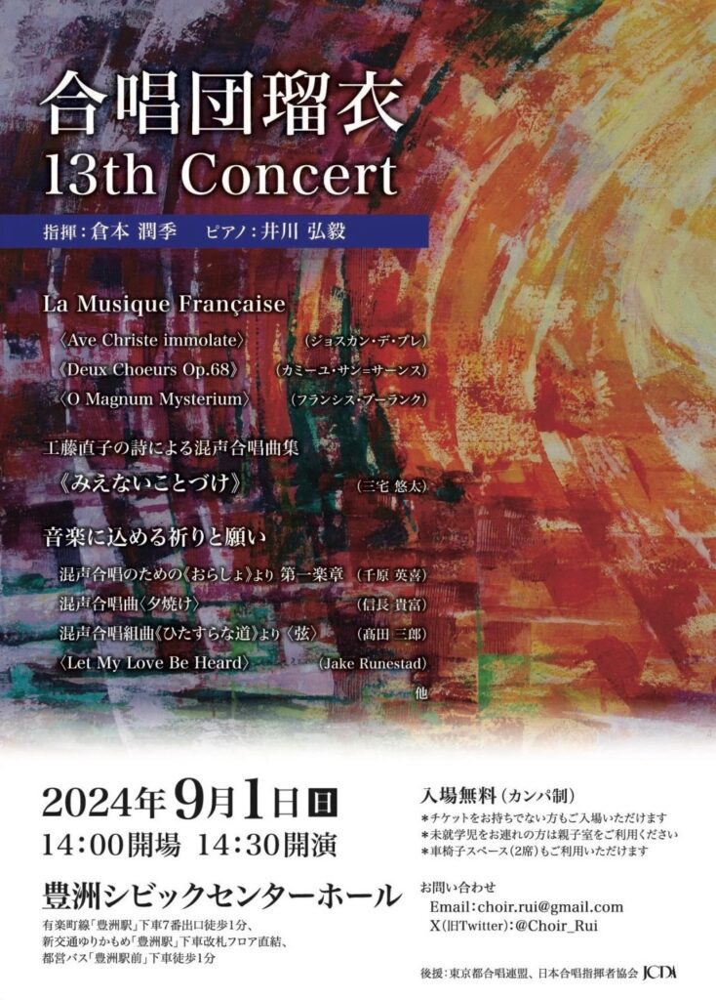 合唱団瑠衣
13th Concert
指揮：倉本 潤季　ピアノ：井川 弘毅
La Musique Française
〈Ave Christe immolate〉 （ジョスカン・デ・プレ）
《Deux Choeurs Op.68》 （カミーユ・サン＝サーンス）
〈O Magnum Mysterium〉 （フランシス・プーランク）
工藤直子の詩による混声合唱曲集
《みえないことづけ》 （三宅 悠太）
音楽に込める祈りと願い
混声合唱のための《おらしょ》より 第一楽章 （千原 英喜）
混声合唱曲〈夕焼け〉 （信長 貴富）
混声合唱組曲《ひたすらな道》より〈弦〉 （髙田 三郎）
〈Let My Love Be Heard〉 （Jake Runestad）
他
2024年9月1日 日
14：00開場 14：30開演
豊洲シビックセンターホール
有楽町線「豊洲駅」下車7番出口徒歩1分、
新交通ゆりかもめ「豊洲駅」下車改札フロア直結、
都営バス「豊洲駅前」下車徒歩1分
入場無料（カンパ制）
＊チケットをお持ちでない方もご入場いただけます
＊未就学児をお連れの方は親子室をご利用ください
＊車椅子スペース（2席）もご利用いただけます
お問い合わせ
Email：choir.rui@gmail.com
X（旧Twitter）：@Choir_Rui
後援：東京都合唱連盟、日本合唱指揮者協会 JCDA